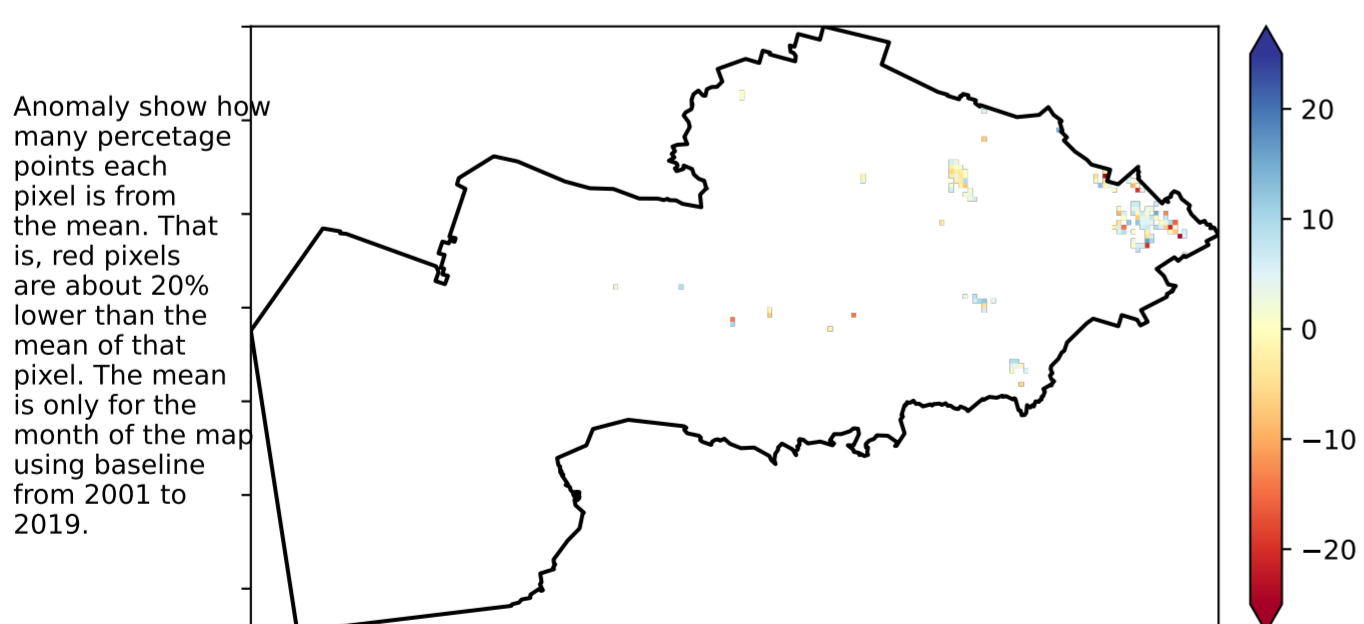 Anomaly show how
many percetage
points each
pixel is from
the mean. That
is, red pixels
are about 20%
lower than the
mean of that
pixel. The mean
is only for the
month of the map
using baseline
from 2001 to
2019.
20
10
0
−10
−20